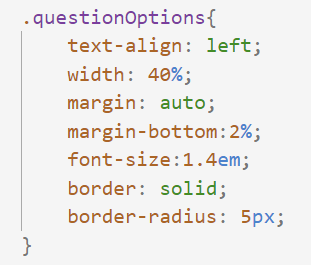 .questionOptions{
    text-align: left;
    width: 40%;
    margin: auto;
    margin-bottom:2%;
    font-size:1.4em;
    border: solid;
    border-radius: 5px;
}